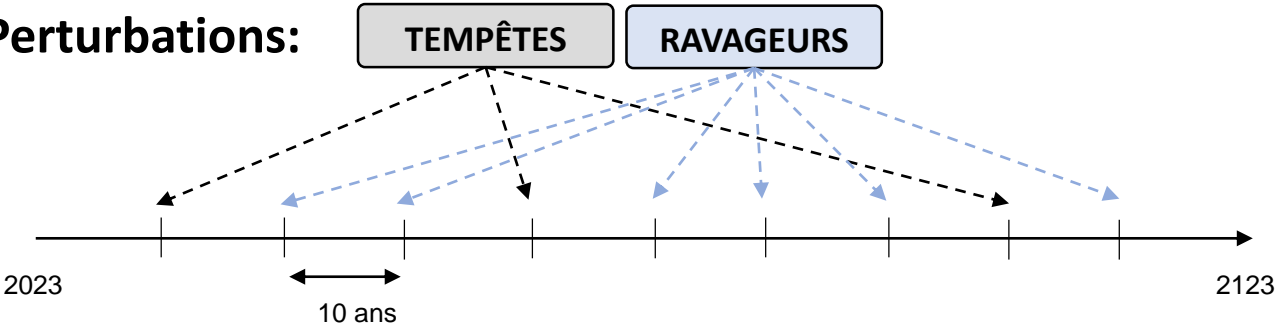 Perturbations:
TEMPÊTES
RAVAGEURS
2023
2123
10 ans